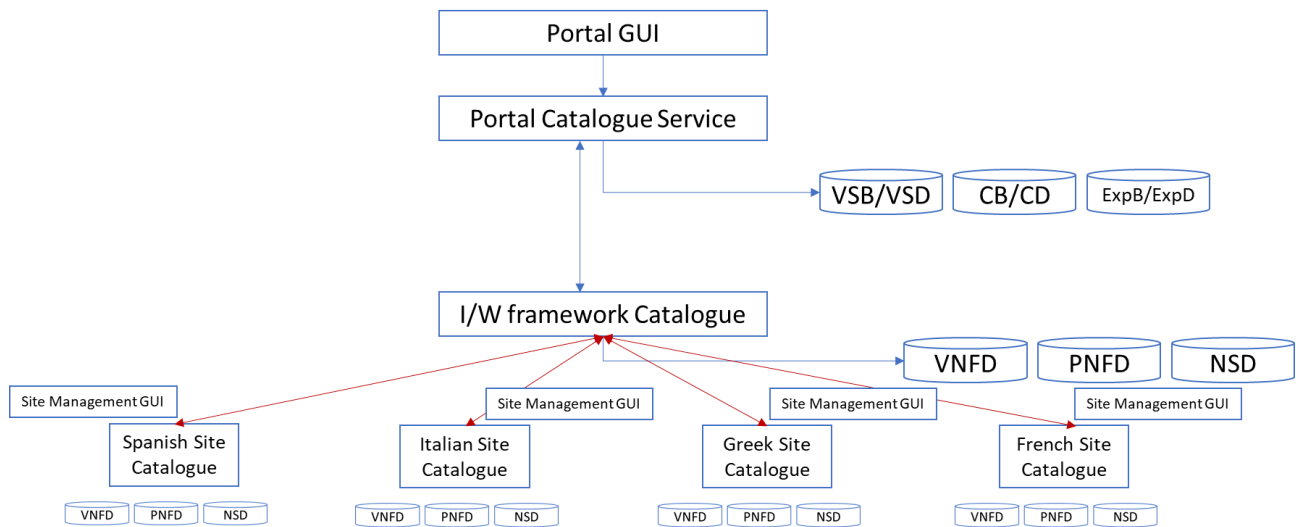 Portal GUI
Portal Catalogue Service
VSB/VSD
CB/CD
ExpB/ExpD
I/W framework Catalogue
VNFD
PNFD
NSD
Site Management GUI
Site Management GUI
Site Management GUI
Site Management GUI
Spanish Site
Catalogue
Italian Site
Catalogue
Greek Site
Catalogue
French Site
Catalogue
VNFD
PNFD
NSD
VNFD
PNFD
NSD
VNFD
PNFD
NSD
VNFD
PNFD
NSD